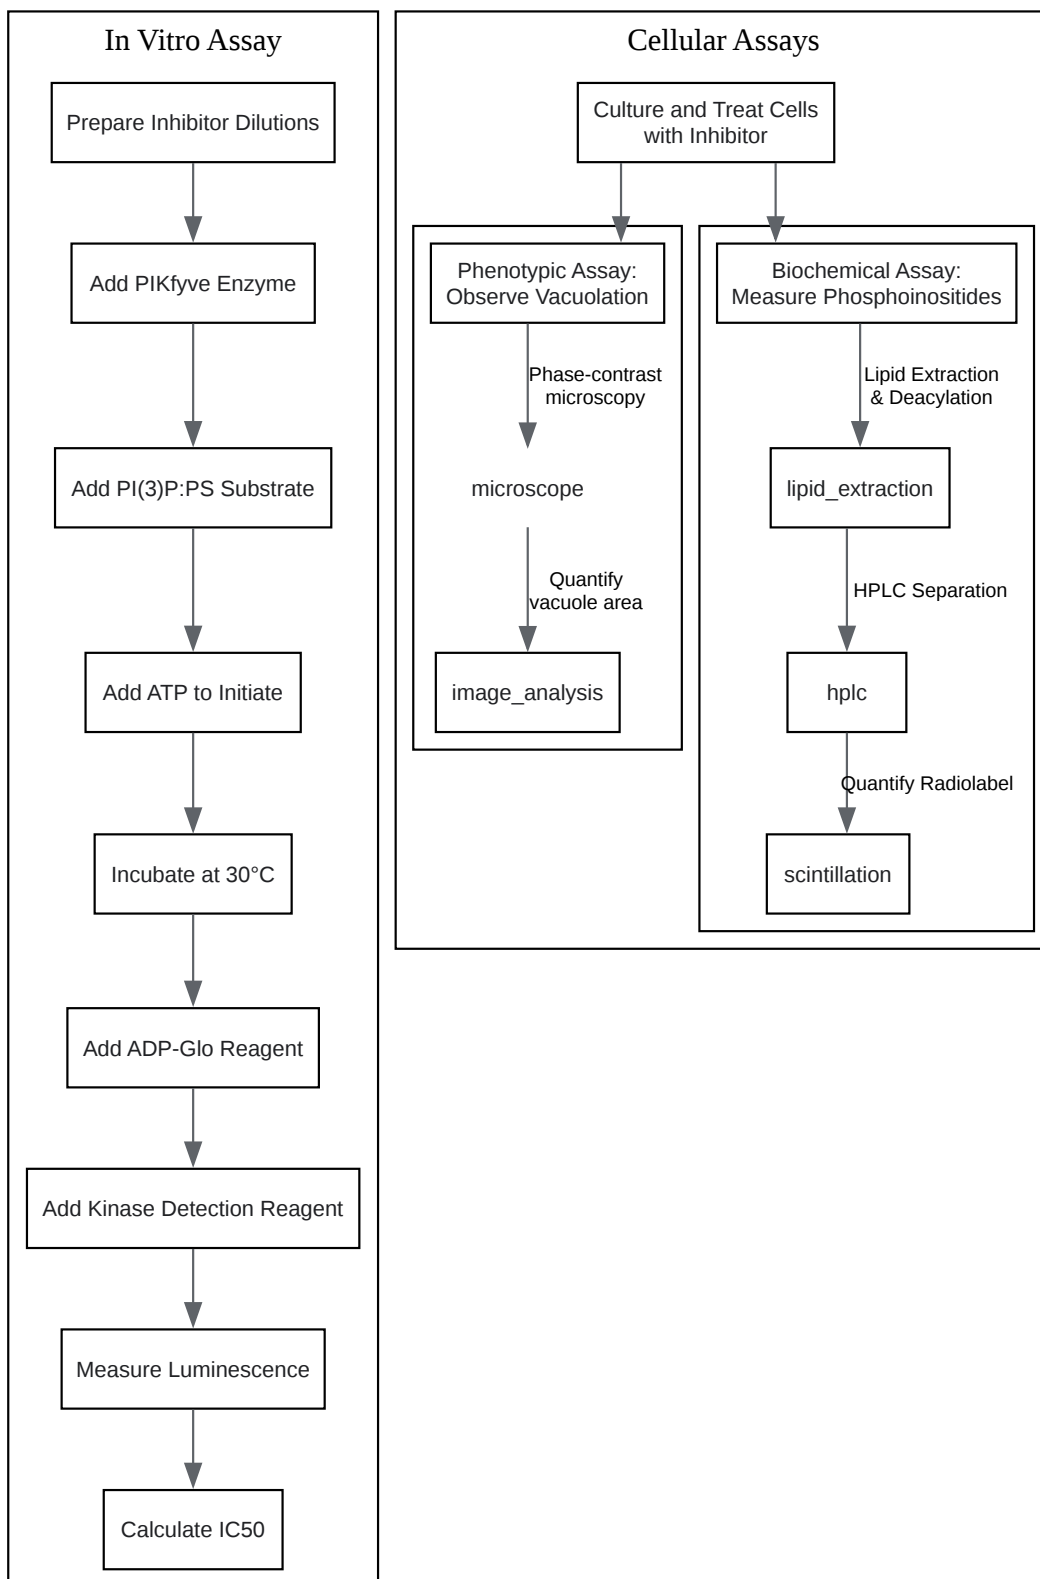 In Vitro Assay
Prepare Inhibitor Dilutions
Add PIKfyve Enzyme
Add PI(3)P:PS Substrate
Add ATP to Initiate
Incubate at 30°C
Add ADP-Glo Reagent
Add Kinase Detection Reagent
Measure Luminescence
Calculate IC50
Cellular Assays
Culture and Treat Cells
with Inhibitor
Phenotypic Assay:
Observe Vacuolation
Phase-contrast
microscopy
microscope
Quantify
vacuole area
image_analysis
Biochemical Assay:
Measure Phosphoinositides
Lipid Extraction
& Deacylation
lipid_extraction
HPLC Separation
hplc
Quantify Radiolabel
scintillation